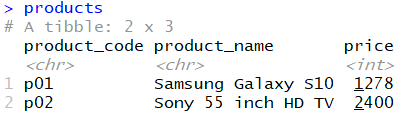 > products
# A tibble: 2 x 3
product_code product_name price
<chr> <chr> <int>
1 p01 Samsung Galaxy S10 1278
2 p02 Sony 55 inch HD TV 2400